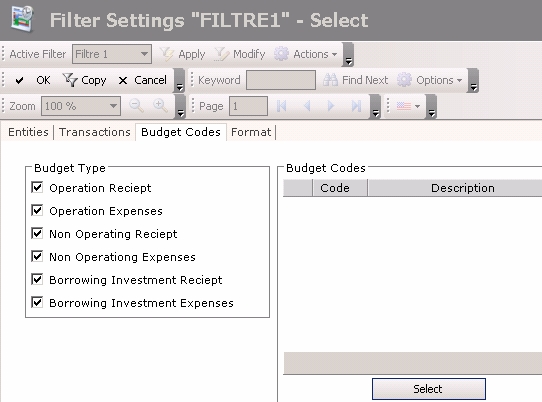 Filter Settings "FILTRE1" - Select
Active Filter Filtre 1 Apply Modify Actions
OK Copy Cancel Keyword Find Next Options
Zoom 100 % Page 1
Entities Transactions Budget Codes Format
Budget Type
Operation Reciept
Operation Expenses
Non Operating Reciept
Non Operationg Expenses
Borrowing Investment Reciept
Borrowing Investment Expenses
Budget Codes
Code Description
Select